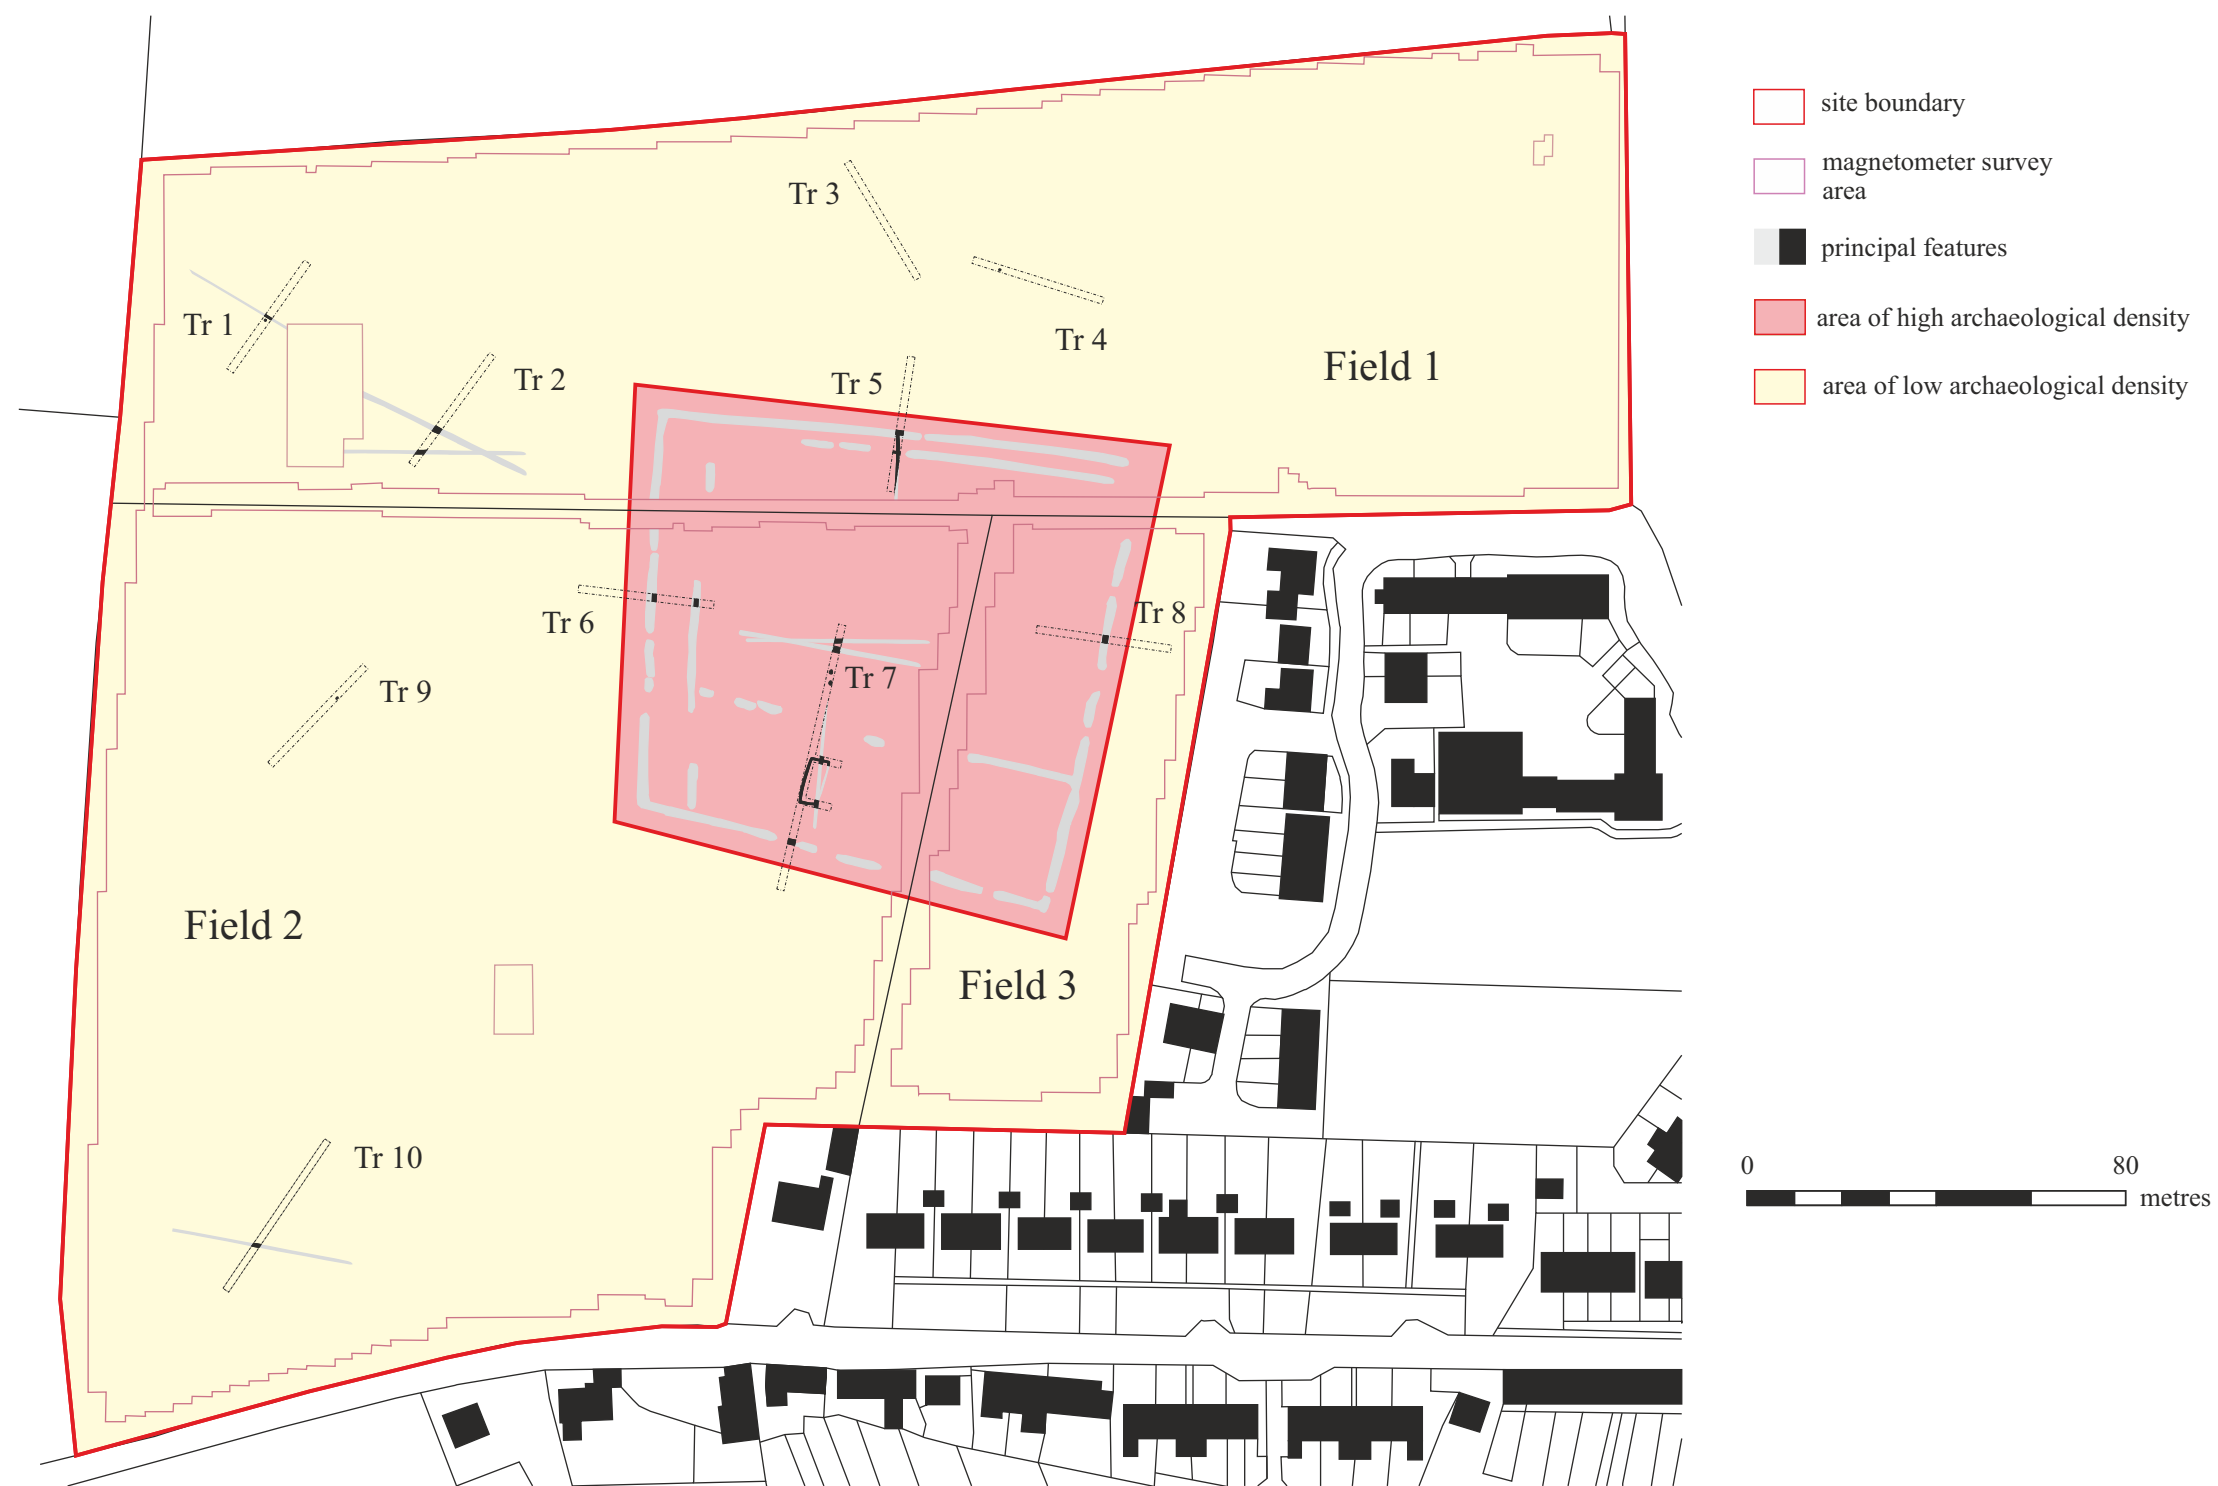 site boundary
magnetometer survey
area
principal features
area of high archaeological density
area of low archaeological density
Tr 3
Tr 1
Tr 4
Tr 2
Tr 5
Field 1
Tr 6
Tr 8
Tr 7
Tr 9
Field 2
Field 3
Tr 10
0 80
metres